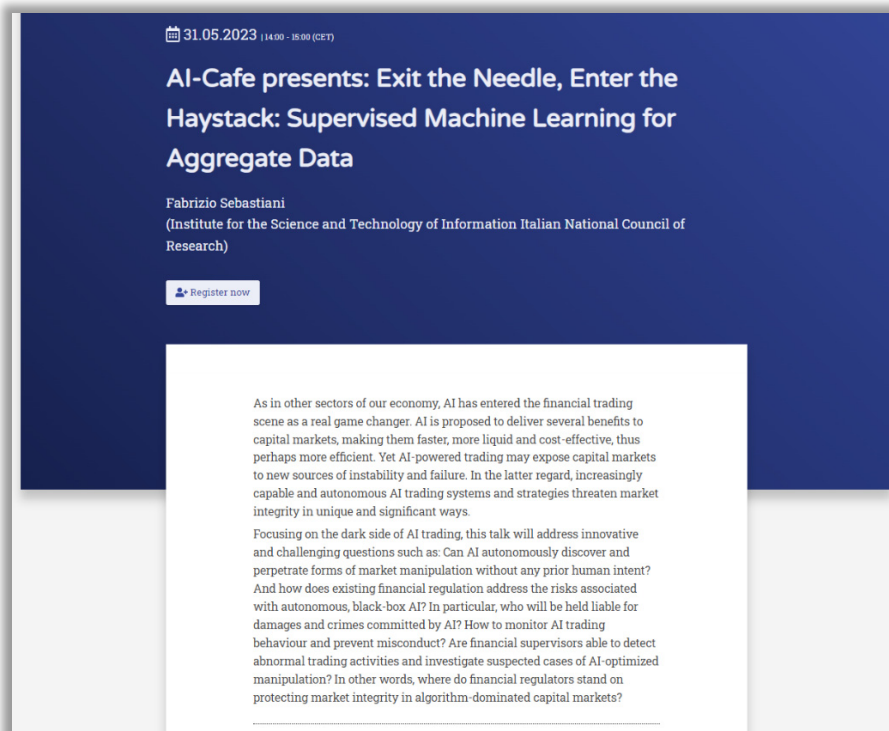 31.05.2023 | 14:00 - 15:00 (CET)
AI-Cafe presents: Exit the Needle, Enter the
Haystack: Supervised Machine Learning for
Aggregate Data
Fabrizio Sebastiani
(Institute for the Science and Technology of Information Italian National Council of
Research)
Register now
As in other sectors of our economy, AI has entered the financial trading
scene as a real game changer. AI is proposed to deliver several benefits to
capital markets, making them faster, more liquid and cost-effective, thus
perhaps more efficient. Yet AI-powered trading may expose capital markets
to new sources of instability and failure. In the latter regard, increasingly
capable and autonomous AI trading systems and strategies threaten market
integrity in unique and significant ways.
Focusing on the dark side of AI trading, this talk will address innovative
and challenging questions such as: Can AI autonomously discover and
perpetrate forms of market manipulation without any prior human intent?
And how does existing financial regulation address the risks associated
with autonomous, black-box AI? In particular, who will be held liable for
damages and crimes committed by AI? How to monitor AI trading
behaviour and prevent misconduct? Are financial supervisors able to detect
abnormal trading activities and investigate suspected cases of AI-optimized
manipulation? In other words, where do financial regulators stand on
protecting market integrity in algorithm-dominated capital markets?